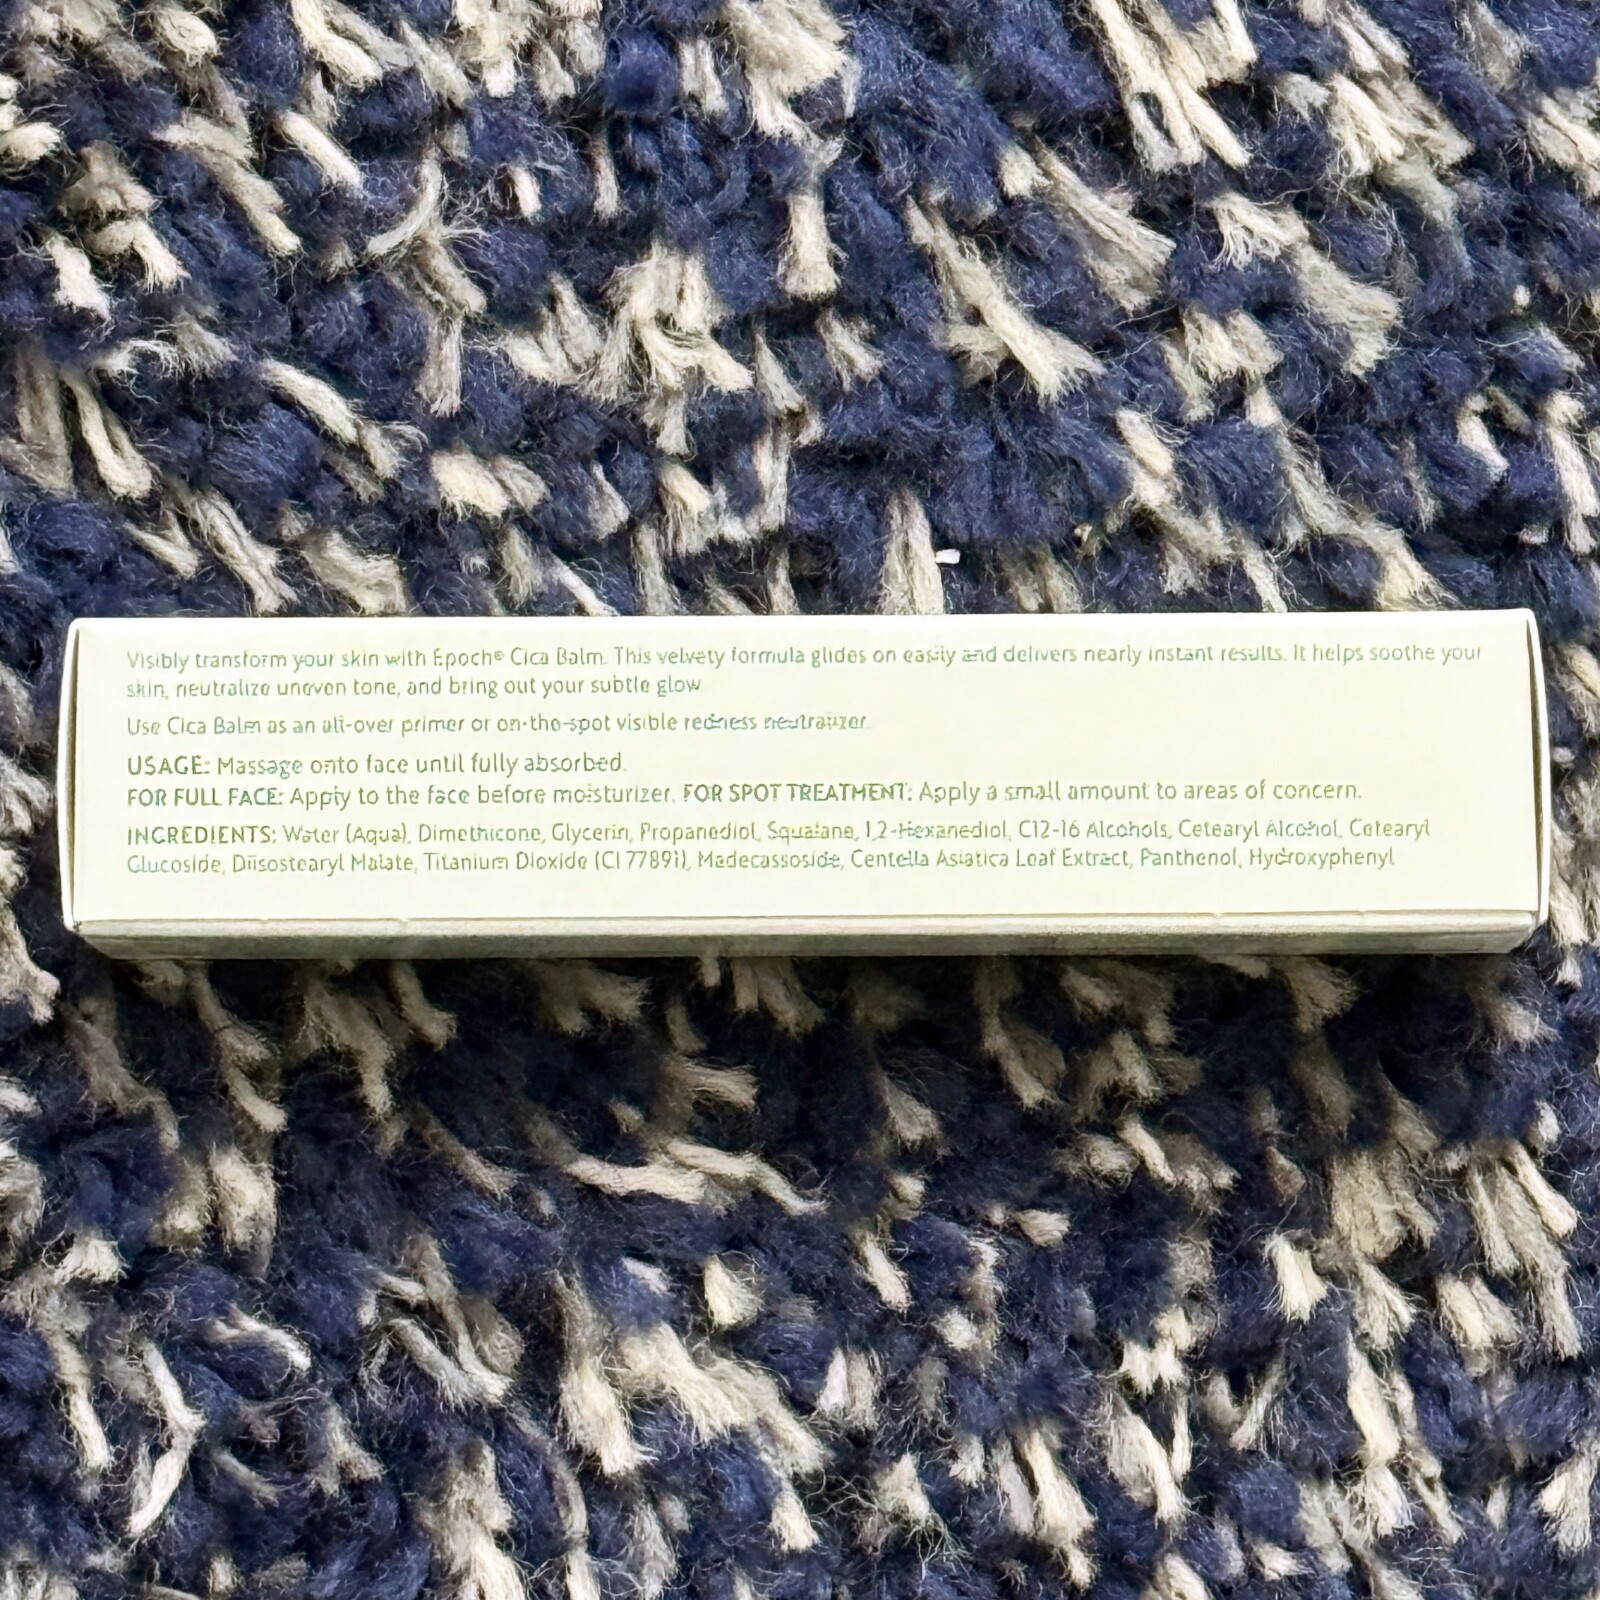 Visibly transform your skin with Epoch® Cica Balm. This velvety formula glides on easily and delivers nearly instant results. It helps soothe your
skin, neutralize uneven tone, and bring out your subtle glow.
Use Cica Balm as an all-over primer or on-the-spot visible redness neutralizer.
USAGE: Massage onto face until fully absorbed.
FOR FULL FACE: Apply to the face before moisturizer. FOR SPOT TREATMENT: Apply a small amount to areas of concern.
INGREDIENTS: Water (Aqua), Dimethicone, Glycerin, Propanediol, Squalane, 1,2-Hexanediol, C12-16 Alcohols, Cetearyl Alcohol, Cetearyl
Glucoside, Diisostearyl Malate, Titanium Dioxide (CI 77891), Madecassoside, Centella Asiatica Leaf Extract, Panthenol, Hydroxyphenyl